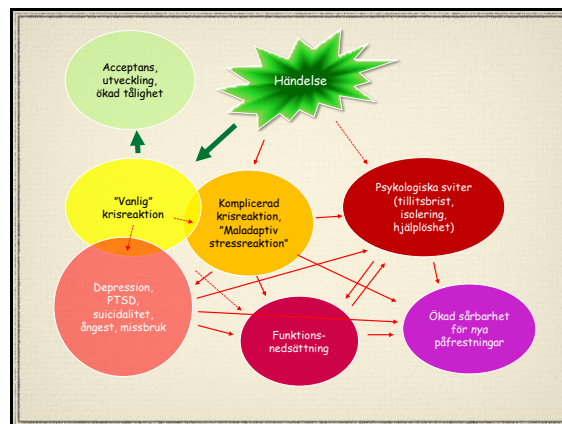 Acceptans,
utveckling,
ökad tålighet
Händelse
"Vanlig"
krisreaktion
Komplicerad
krisreaktion,
"Maladaptiv
stressreaktion"
Psykologiska sviter
(tillitsbrist,
isolering,
hjälplöshet)
Depression,
PTSD,
suicidalitet,
ångest, missbruk
Funktions-
nedsättning
Ökad sårbarhet
för nya
påfrestningar